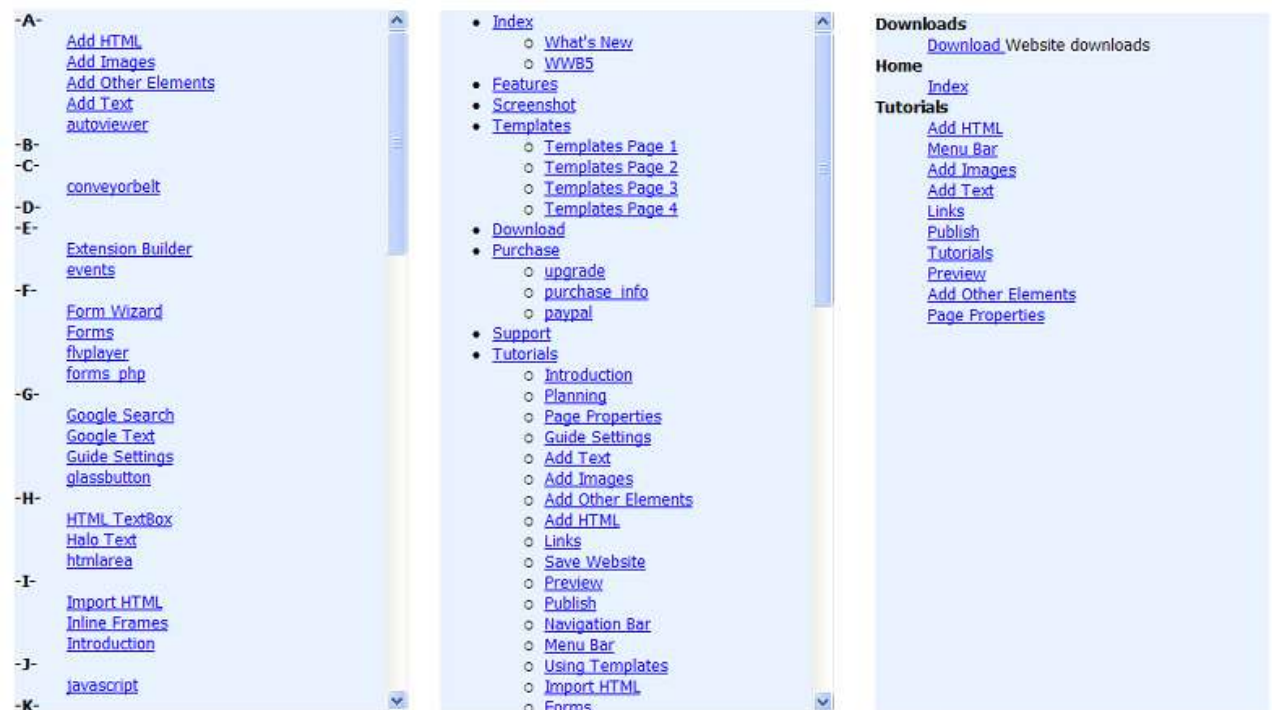 -A-
Add HTML
Add Images
Add Other Elements
Add Text
autoviewer
-B-
-C-
conveyorbelt
-D-
-E-
Extension Builder
events
-F-
Form Wizard
Forms
flvplayer
forms_php
-G-
Google Search
Google Text
Guide Settings
glassbutton
-H-
HTML TextBox
Halo Text
htmlarea
-I-
Import HTML
Inline Frames
Introduction
-J-
javascript
-K-
Index
What's New
WWB5
Features
Screenshot
Templates
Templates Page 1
Templates Page 2
Templates Page 3
Templates Page 4
Download
Purchase
upgrade
purchase_info
paypal
Support
Tutorials
Introduction
Planning
Page Properties
Guide Settings
Add Text
Add Images
Add Other Elements
Add HTML
Links
Save Website
Preview
Publish
Navigation Bar
Menu Bar
Using Templates
Import HTML
Forms
Downloads
Download Website downloads
Home
Index
Tutorials
Add HTML
Menu Bar
Add Images
Add Text
Links
Publish
Tutorials
Preview
Add Other Elements
Page Properties